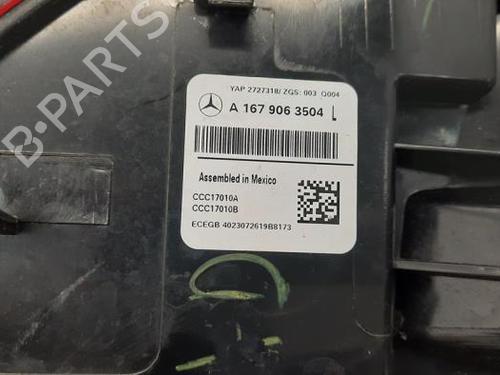 YAP 2727318/ ZGS: 003 Q004
A 167 906 3504 L
Assembled in Mexico
CCC17010A
CCC17010B
ECEGB 4023072619B8173
B-PARTS